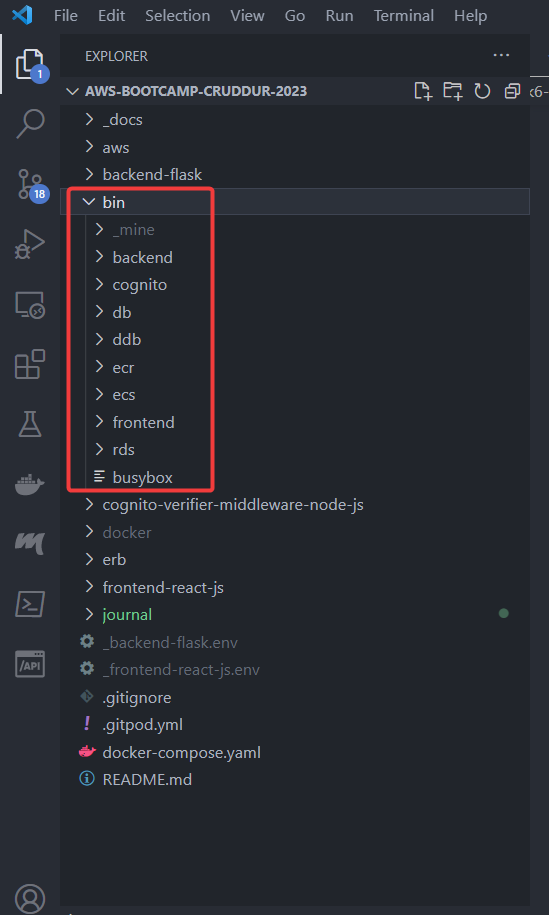 File Edit Selection View Go Run Terminal Help
EXPLORER ...
AWS-BOOTCAMP-CRUDDUR-2023
_docs
aws
backend-flask
bin
_mine
backend
cognito
db
ddb
ecr
ecs
frontend
rds
busybox
cognito-verifier-middleware-node-js
docker
erb
frontend-react-js
journal
_backend-flask.env
_frontend-react-js.env
.gitignore
.gitpod.yml
docker-compose.yaml
README.md
1
18
/API